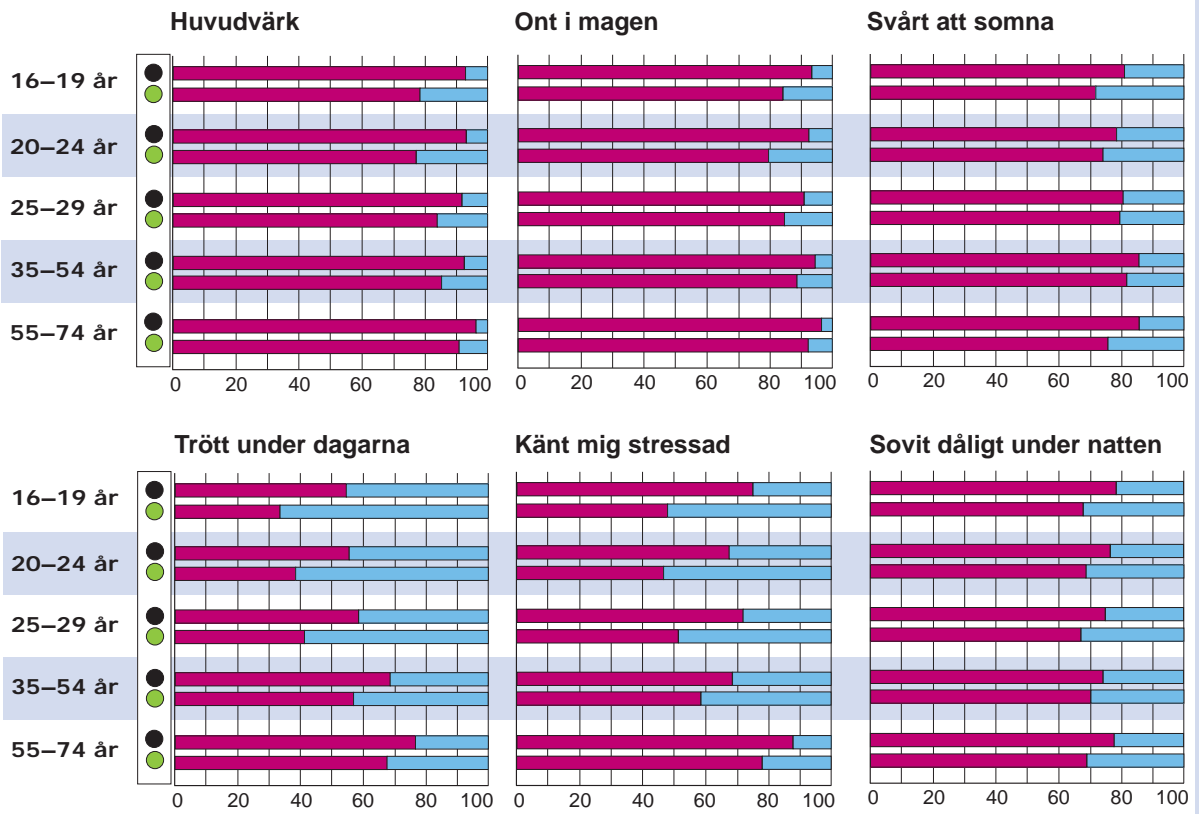 Huvudvärk Ont i magen Svårt att somna
16–19 år
20–24 år
25–29 år
35–54 år
55–74 år
0 20 40 60 80 100 0 20 40 60 80 100 0 20 40 60 80 100
Trött under dagarna Känt mig stressad Sovit dåligt under natten
16–19 år
20–24 år
25–29 år
35–54 år
55–74 år
0 20 40 60 80 100 0 20 40 60 80 100 0 20 40 60 80 100